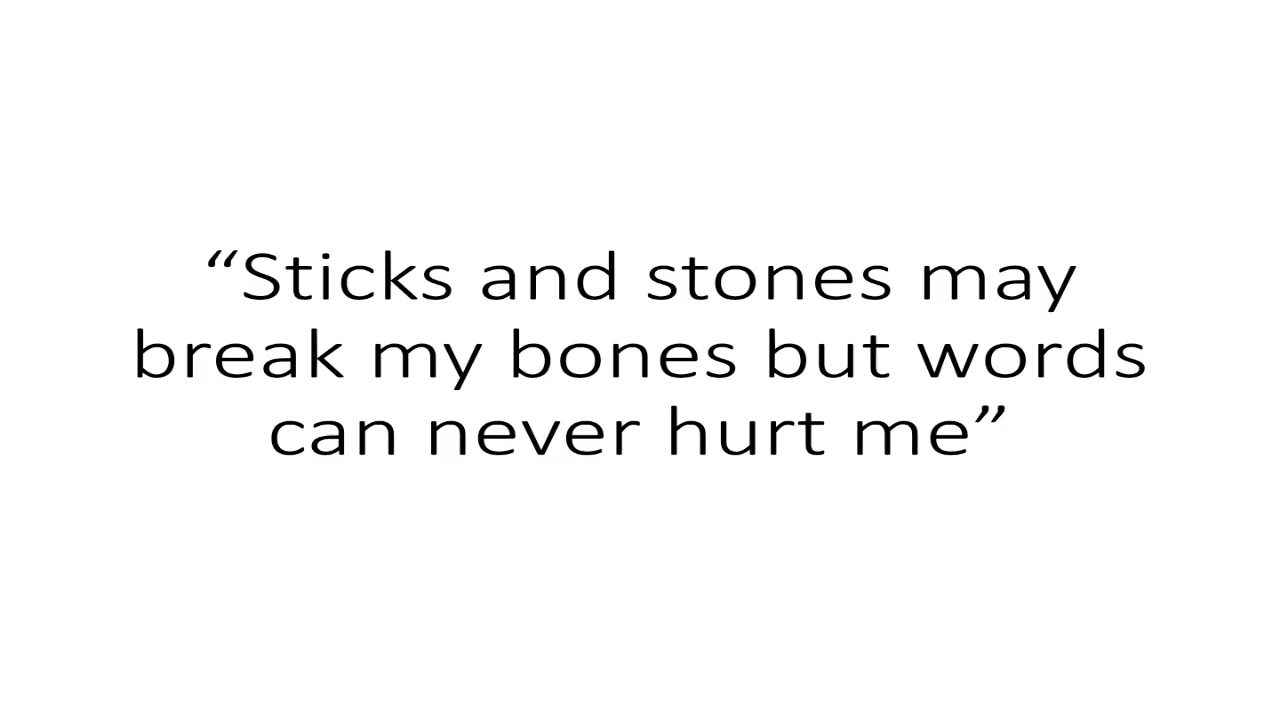 “Sticks and stones may
break my bones but words
can never hurt me”